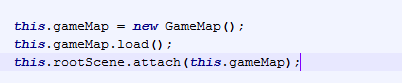 this.gameMap = new GameMap();
this.gameMap.load();
this.rootScene.attach(this.gameMap);